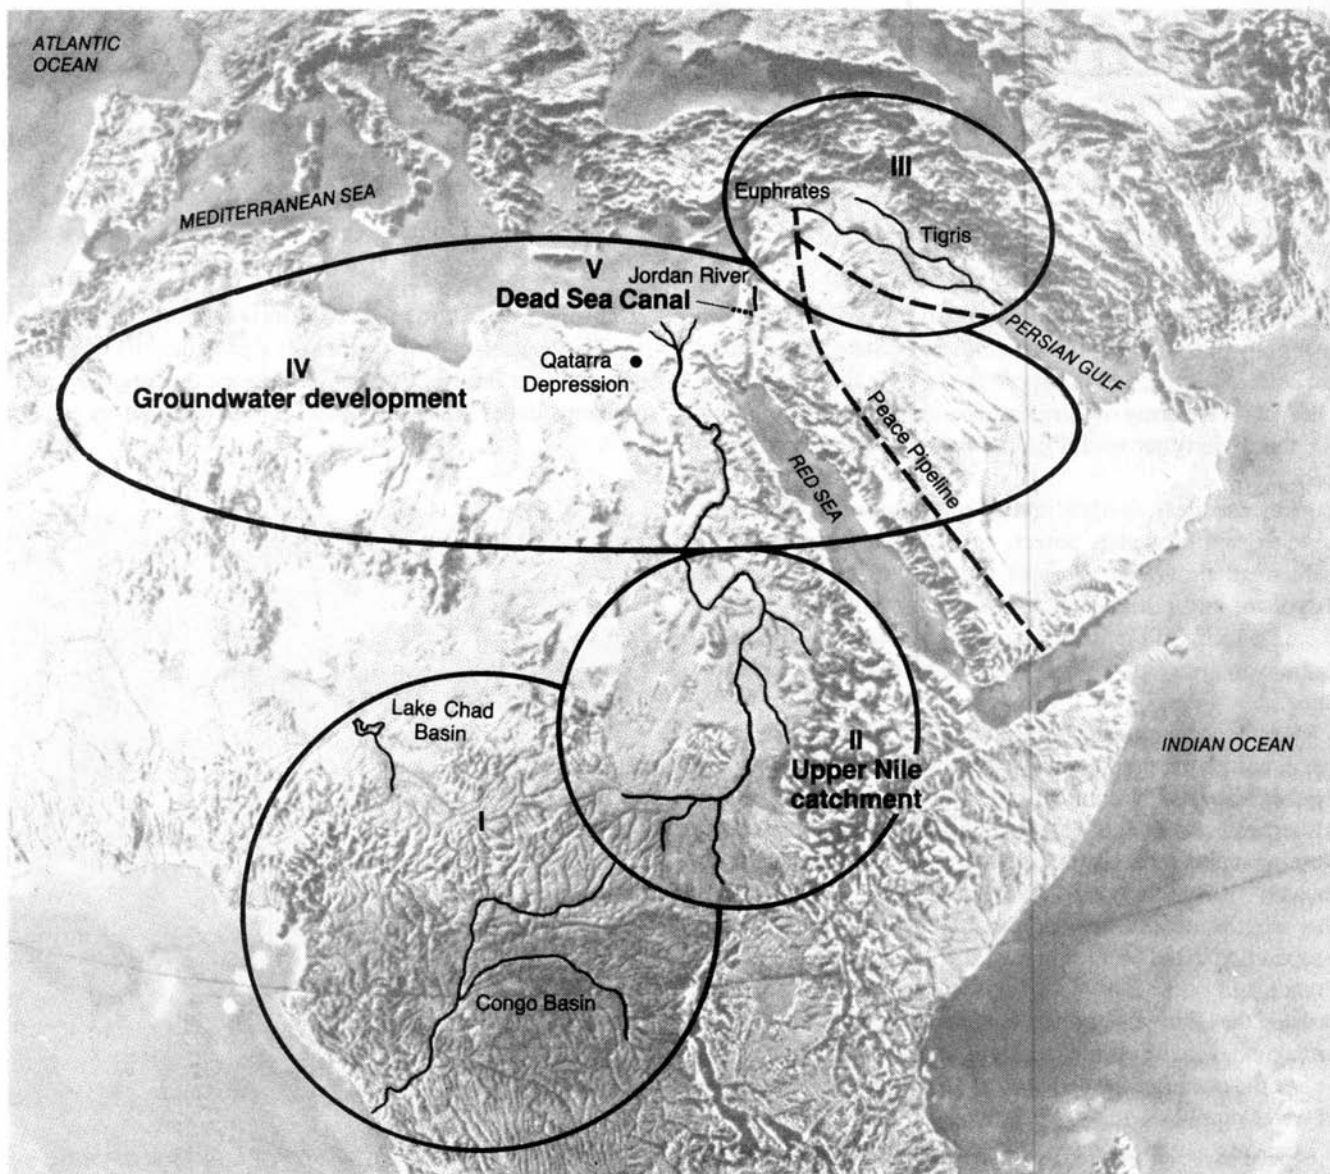 ATLANTIC
OCEAN
III
Euphrates
MEDITERRANEAN SEA
Tigris
V
Jordan River
Dead Sea Canal
PERSIAN GULF
IV
Groundwater development
Qatarra
Depression
Peace Pipeline
RED SEA
Lake Chad
Basin
II
Upper Nile
catchment
INDIAN OCEAN
I
Congo Basin